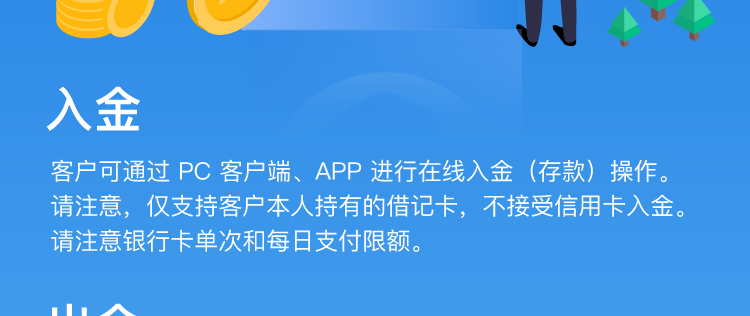 入金
客户可通过 PC 客户端、APP 进行在线入金（存款）操作。
请注意，仅支持客户本人持有的借记卡，不接受信用卡入金。
请注意银行卡单次和每日支付限额。